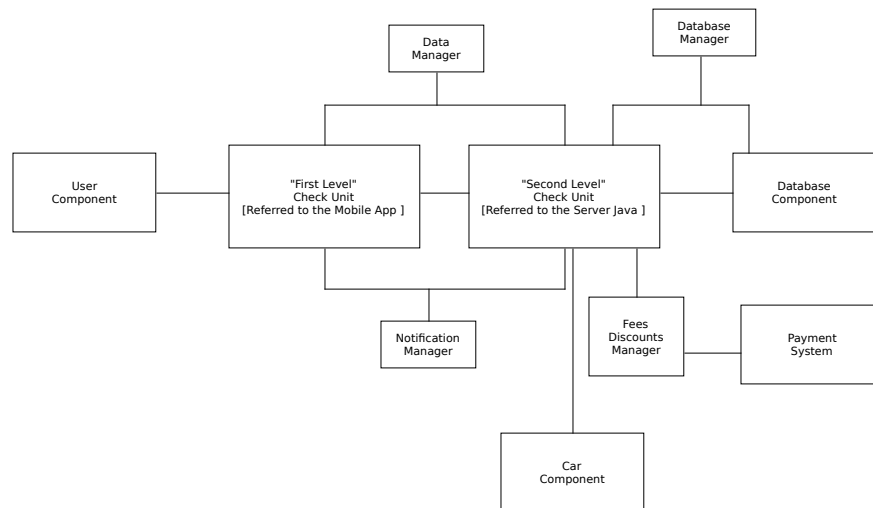 Data
Manager
Database
Manager
User
Component
"First Level"
Check Unit
[Referred to the Mobile App ]
"Second Level"
Check Unit
[Referred to the Server Java ]
Database
Component
Notification
Manager
Fees
Discounts
Manager
Payment
System
Car
Component